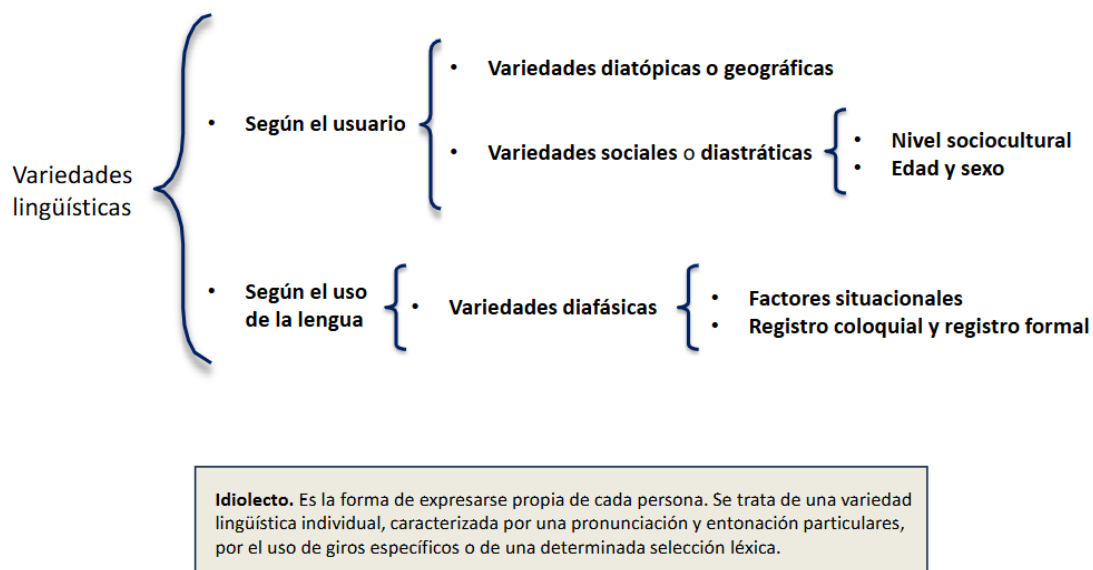 Variedades
lingüísticas
• Según el usuario
• Variedades diatópicas o geográficas
• Variedades sociales o diastráticas
• Nivel sociocultural
• Edad y sexo
• Según el uso
de la lengua
• Variedades diafásicas
• Factores situacionales
• Registro coloquial y registro formal
Idiolecto. Es la forma de expresarse propia de cada persona. Se trata de una variedad
lingüística individual, caracterizada por una pronunciación y entonación particulares,
por el uso de giros específicos o de una determinada selección léxica.